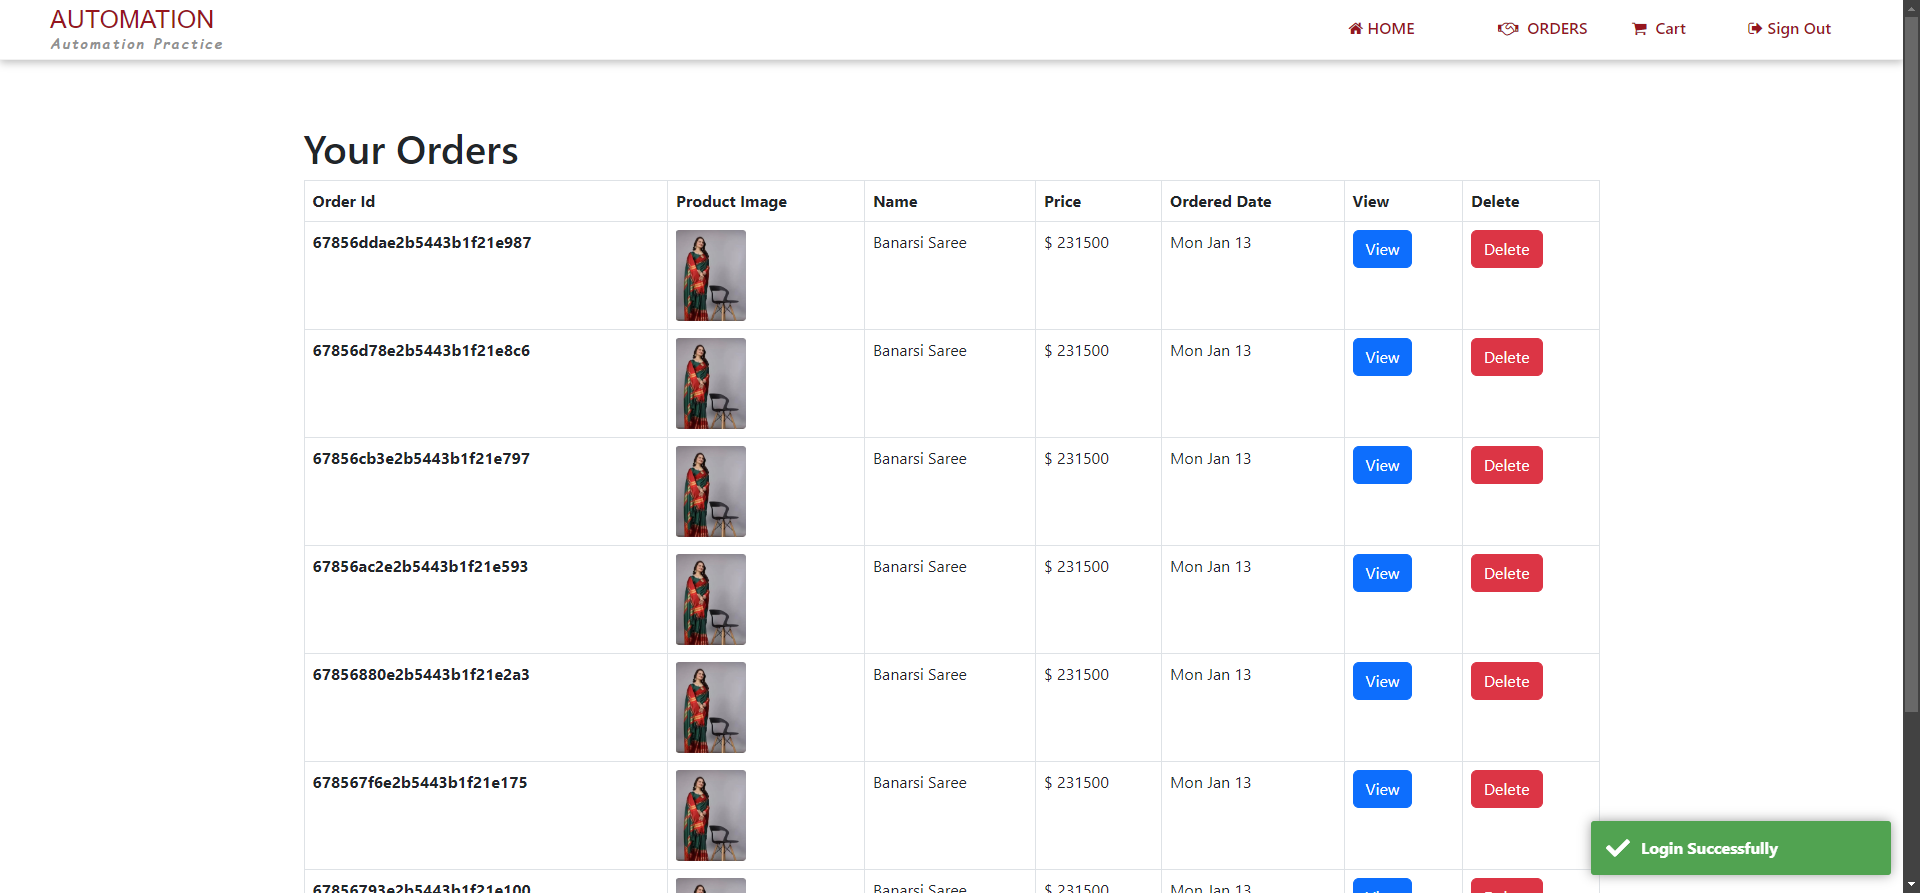 AUTOMATION
Automation Practice
HOME ORDERS Cart Sign Out
Your Orders
Order Id Product Image Name Price Ordered Date View Delete
67856ddae2b5443b1f21e987 Banarsi Saree $ 231500 Mon Jan 13 View Delete
67856d78e2b5443b1f21e8c6 Banarsi Saree $ 231500 Mon Jan 13 View Delete
67856cb3e2b5443b1f21e797 Banarsi Saree $ 231500 Mon Jan 13 View Delete
67856ac2e2b5443b1f21e593 Banarsi Saree $ 231500 Mon Jan 13 View Delete
67856880e2b5443b1f21e2a3 Banarsi Saree $ 231500 Mon Jan 13 View Delete
678567f6e2b5443b1f21e175 Banarsi Saree $ 231500 Mon Jan 13 View Delete
Login Successfully
67856793e2b5443b1f21e100 Banarsi Saree $ 231500 Mon Jan 13